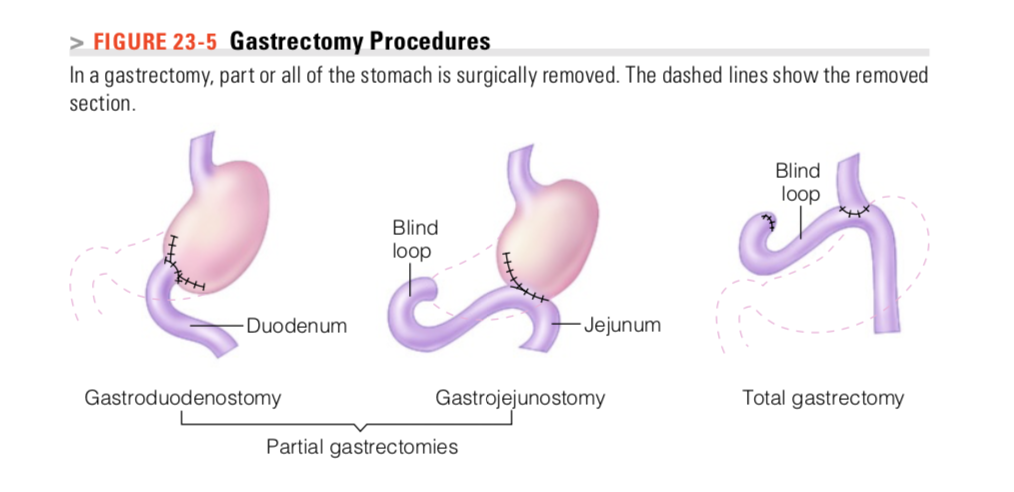 > FIGURE 23-5 Gastrectomy Procedures
In a gastrectomy, part or all of the stomach is surgically removed. The dashed lines show the removed
section.
Blind
loop
Blind
loop
Duodenum
Jejunum
Gastroduodenostomy
Gastrojejunostomy
Total gastrectomy
Partial gastrectomies